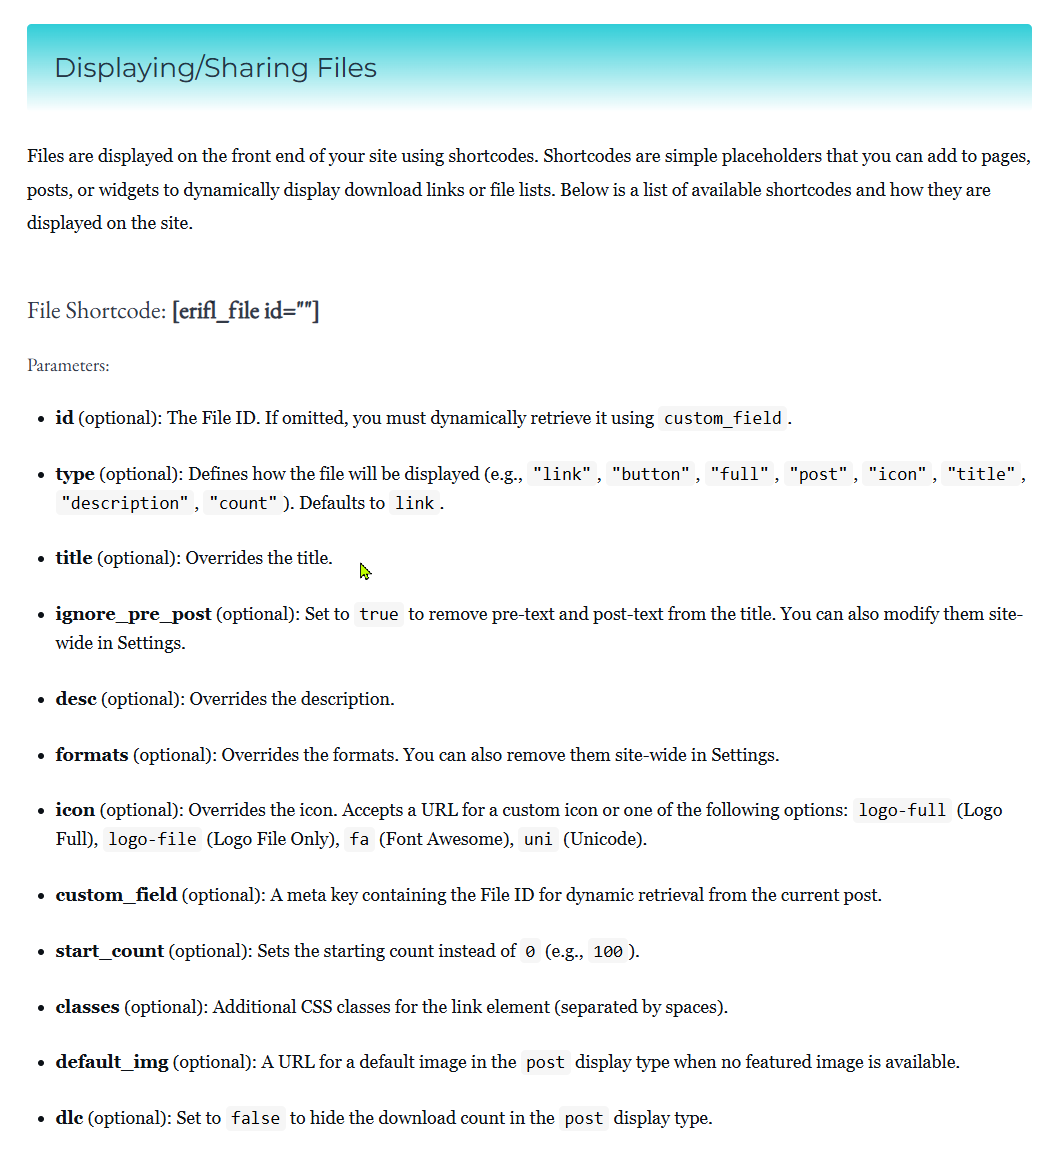 Displaying/Sharing Files
Files are displayed on the front end of your site using shortcodes. Shortcodes are simple placeholders that you can add to pages,
posts, or widgets to dynamically display download links or file lists. Below is a list of available shortcodes and how they are
displayed on the site.
File Shortcode: [erifl_file id=""]
Parameters:
• id (optional): The File ID. If omitted, you must dynamically retrieve it using custom_field.
• type (optional): Defines how the file will be displayed (e.g., "link", "button", "full", "post", "icon", "title",
"description", "count"). Defaults to link.
• title (optional): Overrides the title.
• ignore_pre_post (optional): Set to true to remove pre-text and post-text from the title. You can also modify them site-
wide in Settings.
• desc (optional): Overrides the description.
• formats (optional): Overrides the formats. You can also remove them site-wide in Settings.
• icon (optional): Overrides the icon. Accepts a URL for a custom icon or one of the following options: logo-full (Logo
Full), logo-file (Logo File Only), fa (Font Awesome), uni (Unicode).
• custom_field (optional): A meta key containing the File ID for dynamic retrieval from the current post.
• start_count (optional): Sets the starting count instead of 0 (e.g., 100).
• classes (optional): Additional CSS classes for the link element (separated by spaces).
• default_img (optional): A URL for a default image in the post display type when no featured image is available.
• dlc (optional): Set to false to hide the download count in the post display type.